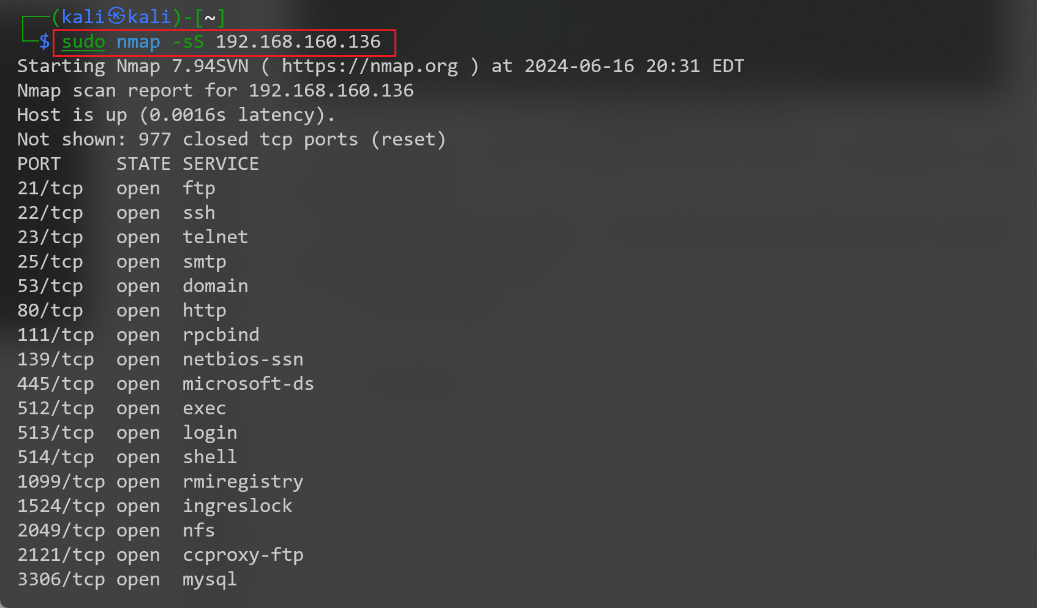 ┌──(kali㉿kali)-[~]
└─$ sudo nmap -sS 192.168.160.136
Starting Nmap 7.94SVN ( https://nmap.org ) at 2024-06-16 20:31 EDT
Nmap scan report for 192.168.160.136
Host is up (0.0016s latency).
Not shown: 977 closed tcp ports (reset)
PORT     STATE SERVICE
21/tcp   open  ftp
22/tcp   open  ssh
23/tcp   open  telnet
25/tcp   open  smtp
53/tcp   open  domain
80/tcp   open  http
111/tcp  open  rpcbind
139/tcp  open  netbios-ssn
445/tcp  open  microsoft-ds
512/tcp  open  exec
513/tcp  open  login
514/tcp  open  shell
1099/tcp open  rmiregistry
1524/tcp open  ingreslock
2049/tcp open  nfs
2121/tcp open  ccproxy-ftp
3306/tcp open  mysql